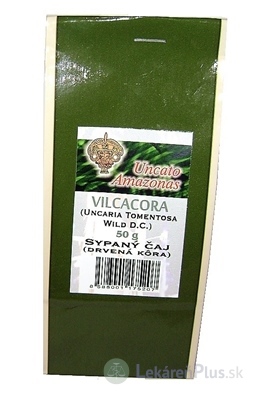 Uncato
Amazonas
VILCACORA
(UNCARIA TOMENTOSA
WILD D.C.)
50 g
SYPANÝ ČAJ
(DRVENÁ KÔRA)
LekárenPlus.sk